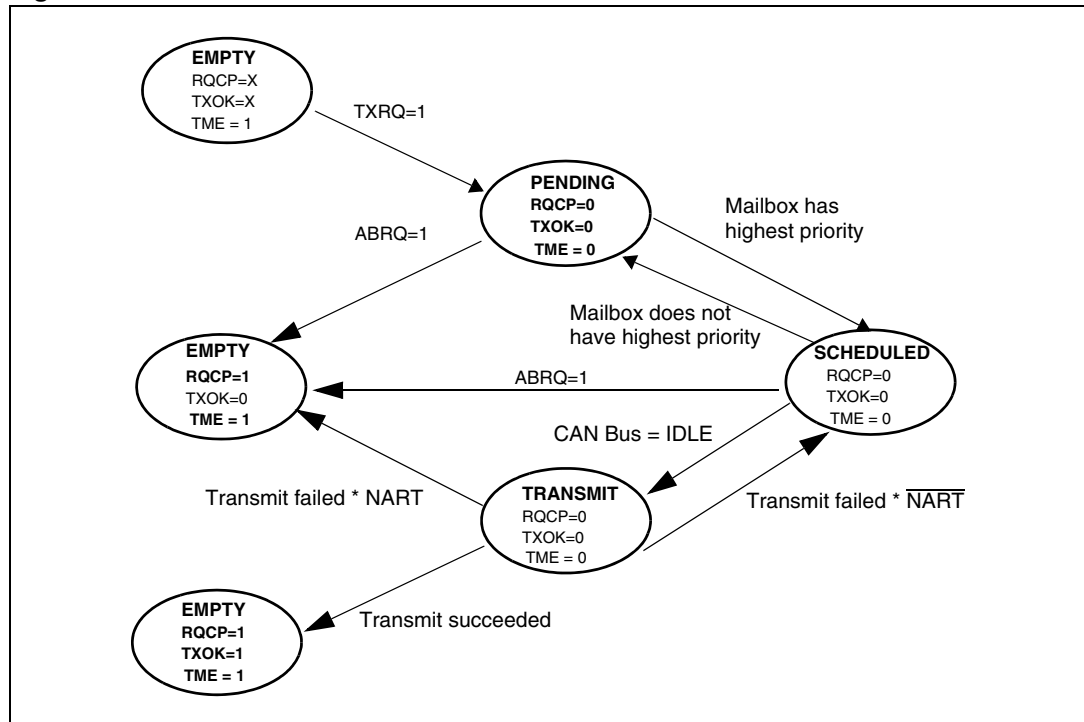 EMPTY
RQCP=X
TXOK=X
TME = 1
TXRQ=1
PENDING
RQCP=0
TXOK=0
TME = 0
Mailbox has
highest priority
ABRQ=1
Mailbox does not
have highest priority
EMPTY
RQCP=1
TXOK=0
TME = 1
ABRQ=1
SCHEDULED
RQCP=0
TXOK=0
TME = 0
CAN Bus = IDLE
Transmit failed * NART
TRANSMIT
RQCP=0
TXOK=0
TME = 0
Transmit failed * N̅A̅R̅T̅
EMPTY
RQCP=1
TXOK=1
TME = 1
Transmit succeeded